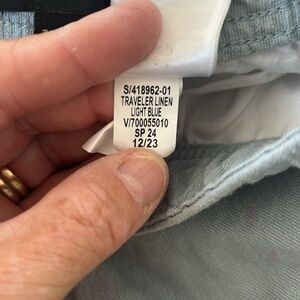 S/418962-01
TRAVELER LINEN
LIGHT BLUE
V/700055010
SP 24
12/23